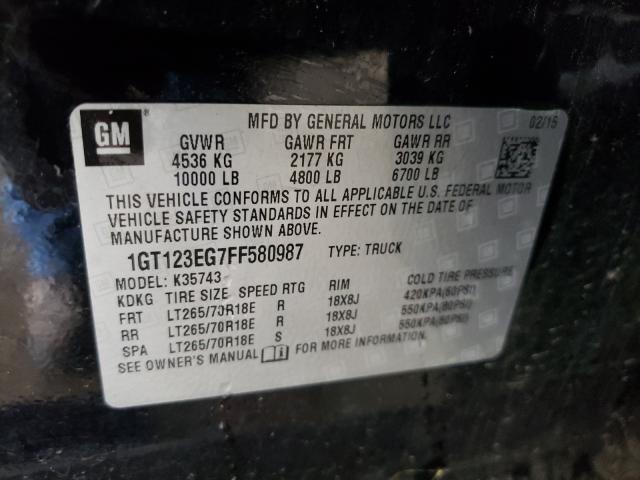 GM ®
MFD BY GENERAL MOTORS LLC 02/15
GVWR GAWR FRT GAWR RR
4536 KG 2177 KG 3039 KG
10000 LB 4800 LB 6700 LB
THIS VEHICLE CONFORMS TO ALL APPLICABLE U.S. FEDERAL MOTOR
VEHICLE SAFETY STANDARDS IN EFFECT ON THE DATE OF
MANUFACTURE SHOWN ABOVE.
1GT123EG7FF580987 TYPE: TRUCK
MODEL: K35743
KDKG TIRE SIZE SPEED RTG RIM COLD TIRE PRESSURE
FRT LT265/70R18E R 18X8J 420KPA(60PSI)
RR LT265/70R18E R 18X8J 550KPA(80PSI)
SPA LT265/70R18E S 18X8J 550KPA(80PSI)
SEE OWNER'S MANUAL FOR MORE INFORMATION.